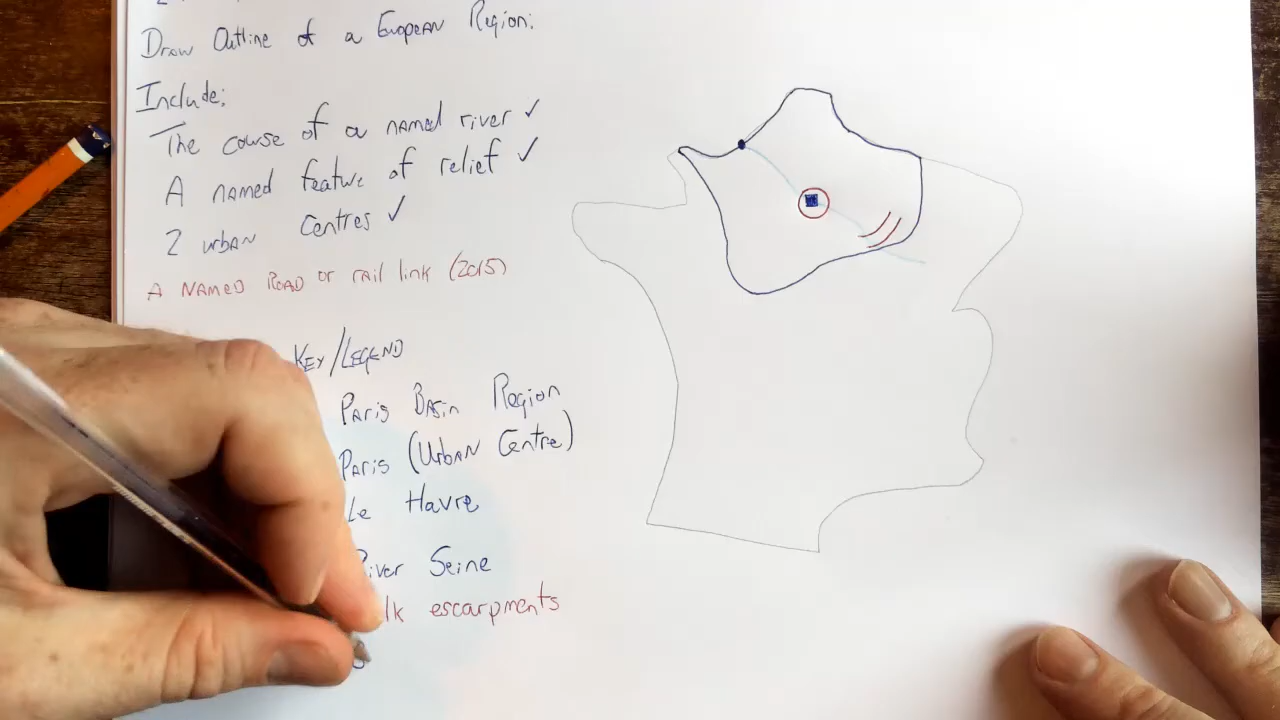 Draw Outline of a European Region:
Include:
The course of a named river ✓
A named feature of relief ✓
2 urban centres ✓
A NAMED ROAD or rail link (2015)
KEY/LEGEND
Paris Basin Region
Paris (Urban Centre)
Le Havre
River Seine
escarpments